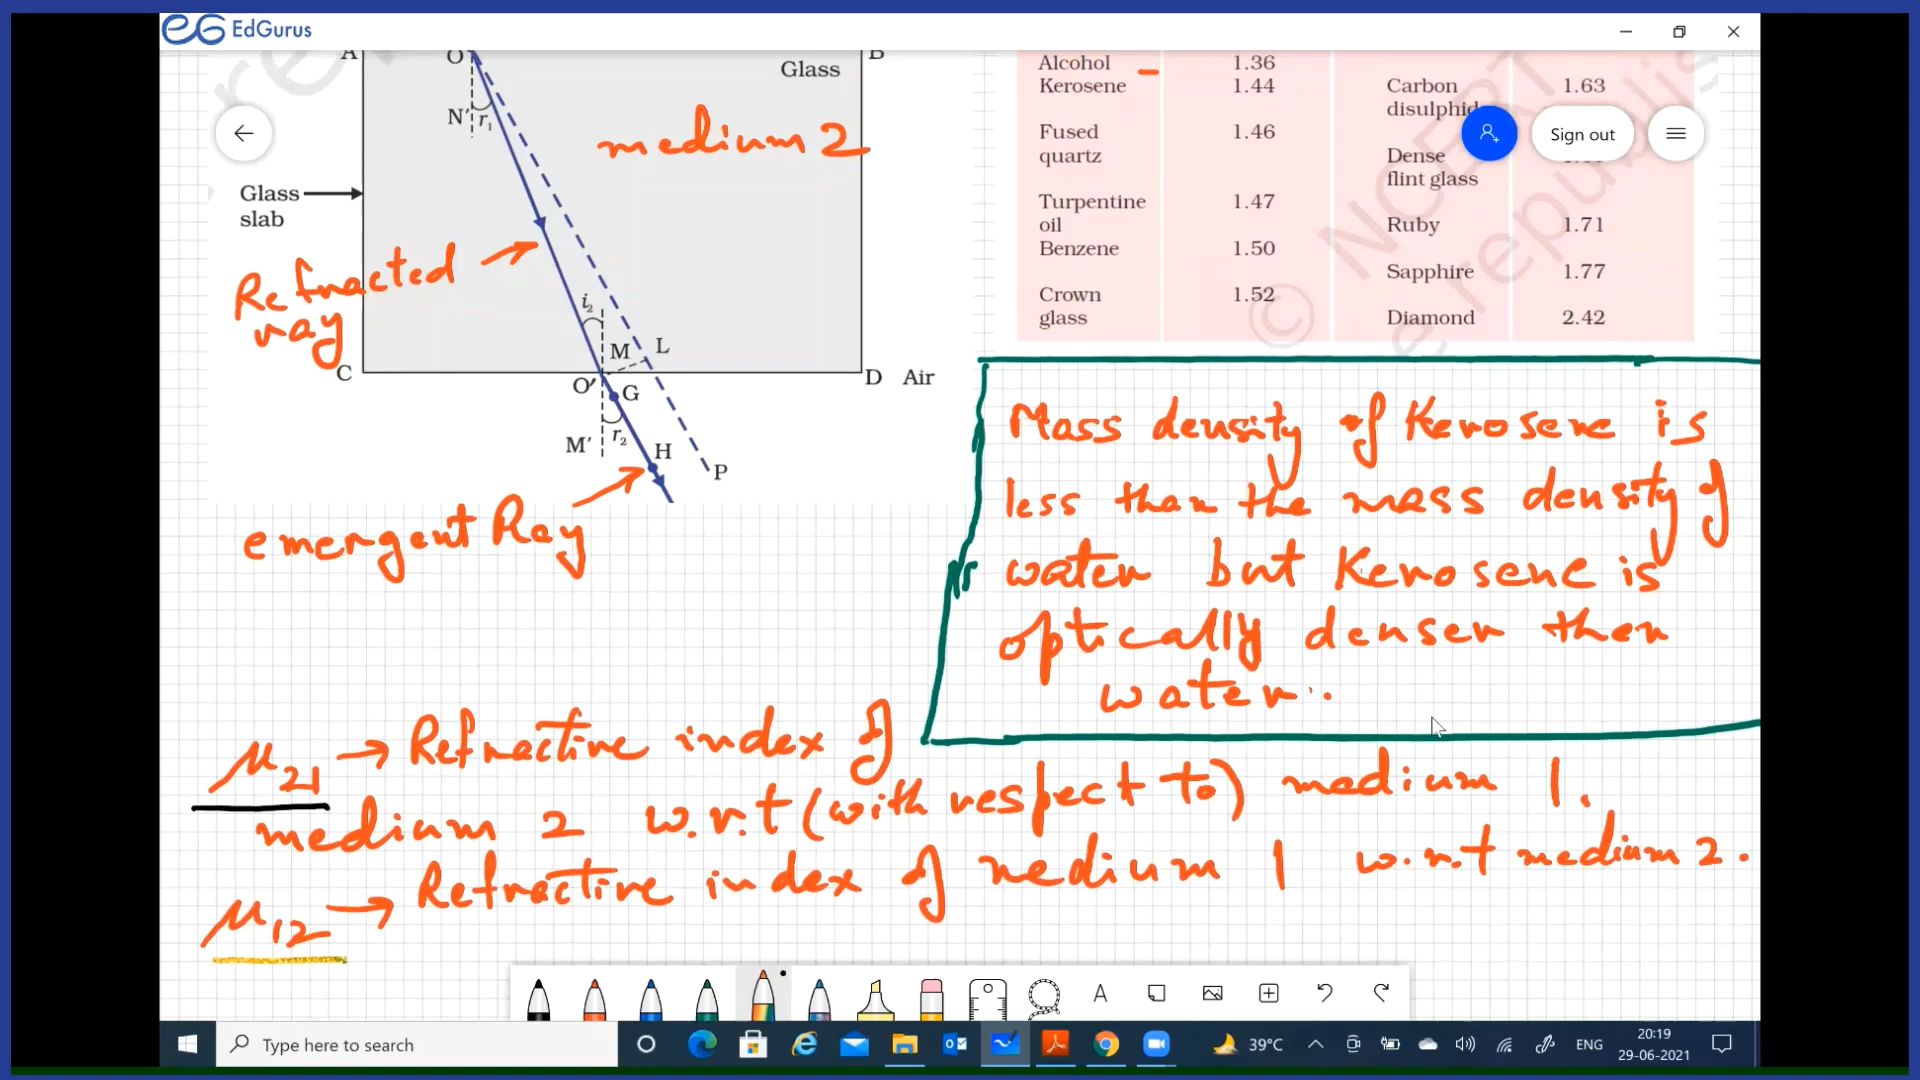 EdGurus
A
O
B
Glass
N'
r₁
medium 2
Glass
slab
Refracted
ray
i₂
M
L
C
O'
G
D
Air
M'
r₂
H
P
emergent Ray
Alcohol 1.36
Kerosene 1.44
Fused 1.46
quartz
Turpentine 1.47
oil
Benzene 1.50
Crown 1.52
glass
Carbon 1.63
disulphid
Dense
flint glass
Ruby 1.71
Sapphire 1.77
Diamond 2.42
© NCERT
e republis
Sign out
Mass density of Kerosene is
less than the mass density of
water but Kerosene is
optically denser than
water.
μ₂₁ → Refractive index of
medium 2 w.r.t (with respect to) medium 1.
μ₁₂ → Refractive index of medium 1 w.r.t medium 2.
A
Type here to search
39°C
ENG
20:19
29-06-2021